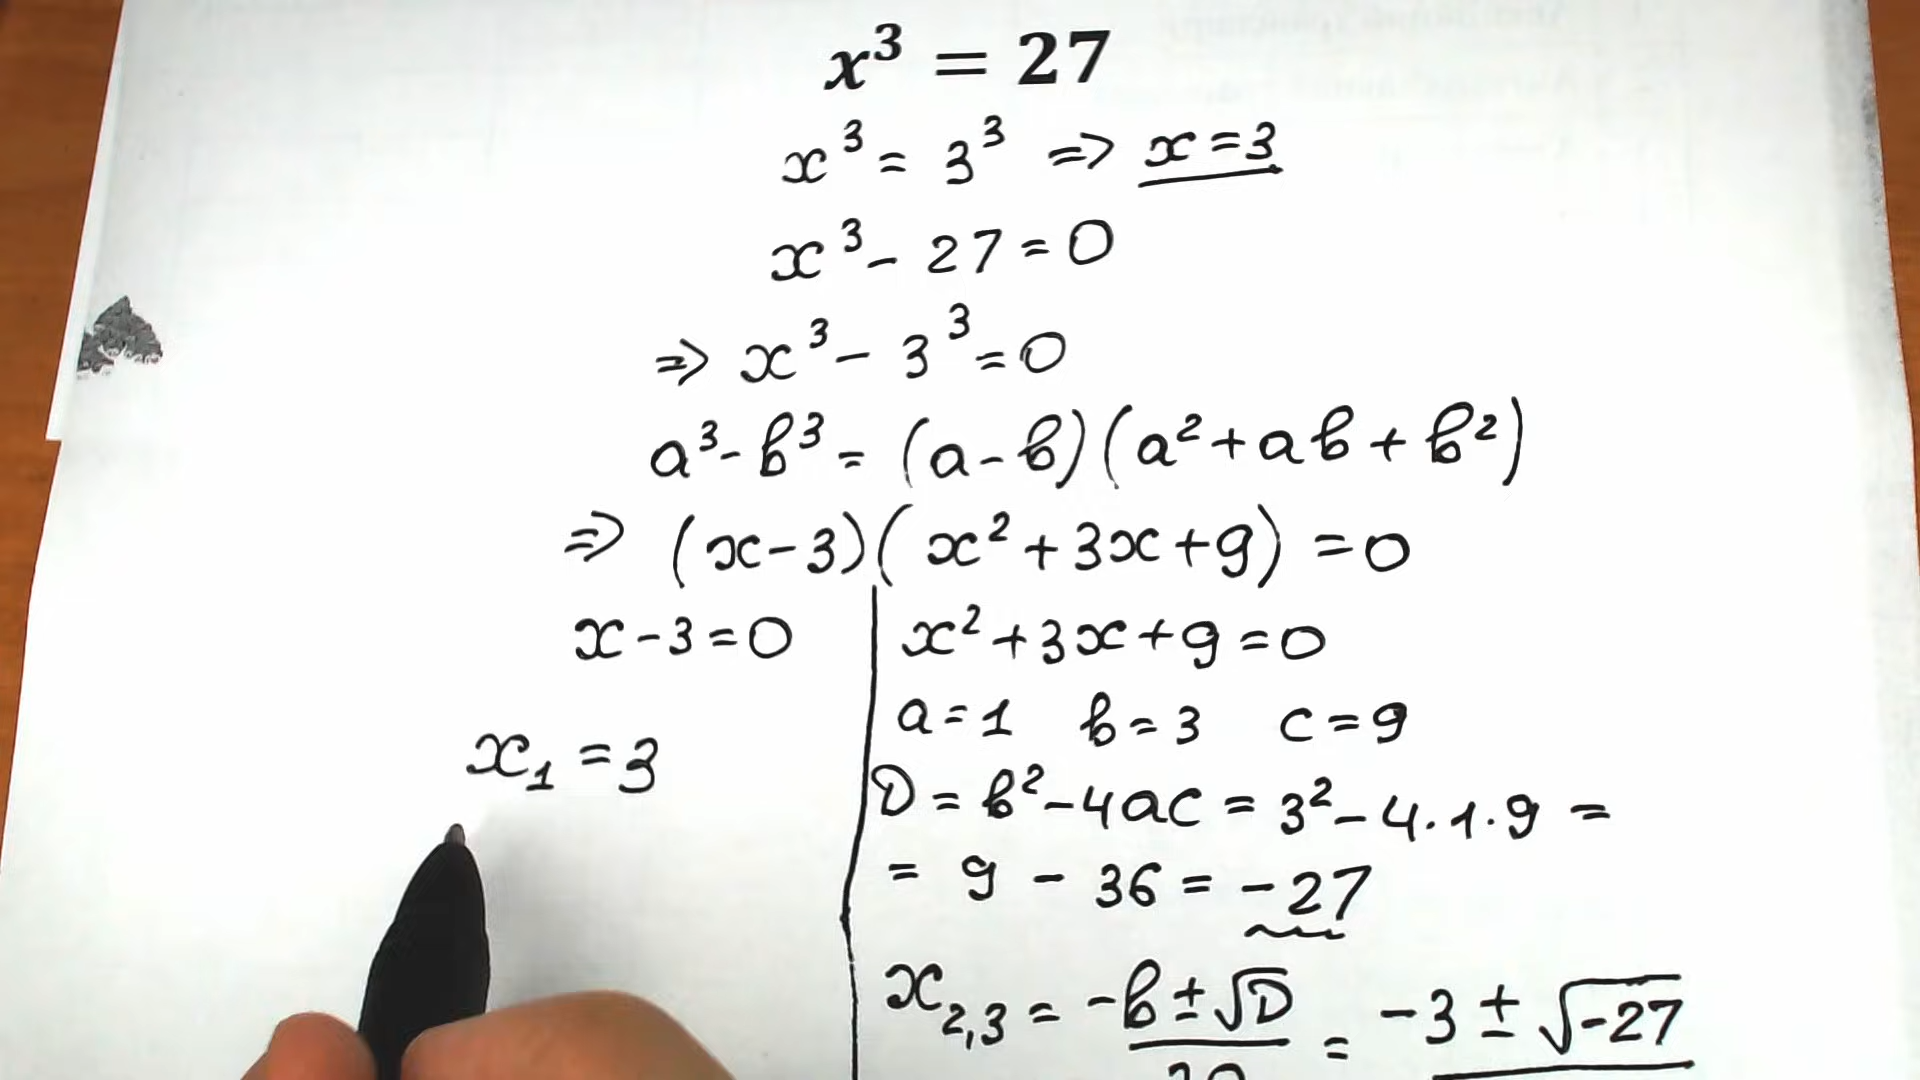 x³ = 27
x³ = 3³ => x = 3
x³ - 27 = 0
=> x³ - 3³ = 0
a³ - b³ = (a - b)(a² + ab + b²)
=> (x - 3)(x² + 3x + 9) = 0
x - 3 = 0
x₁ = 3
x² + 3x + 9 = 0
a = 1 b = 3 c = 9
D = b² - 4ac = 3² - 4·1·9 =
= 9 - 36 = -27
x₂,₃ = -b ± √D / 2a = -3 ± √-27